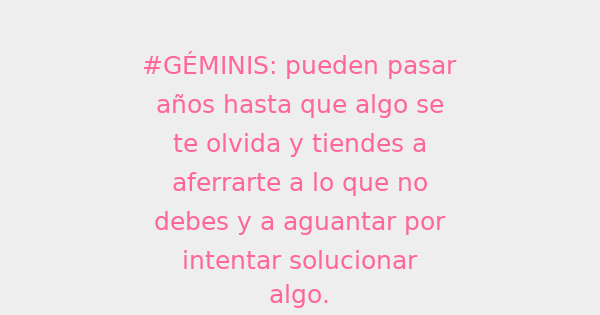 #GÉMINIS: pueden pasar
años hasta que algo se
te olvida y tiendes a
aferrarte a lo que no
debes y a aguantar por
intentar solucionar
algo.